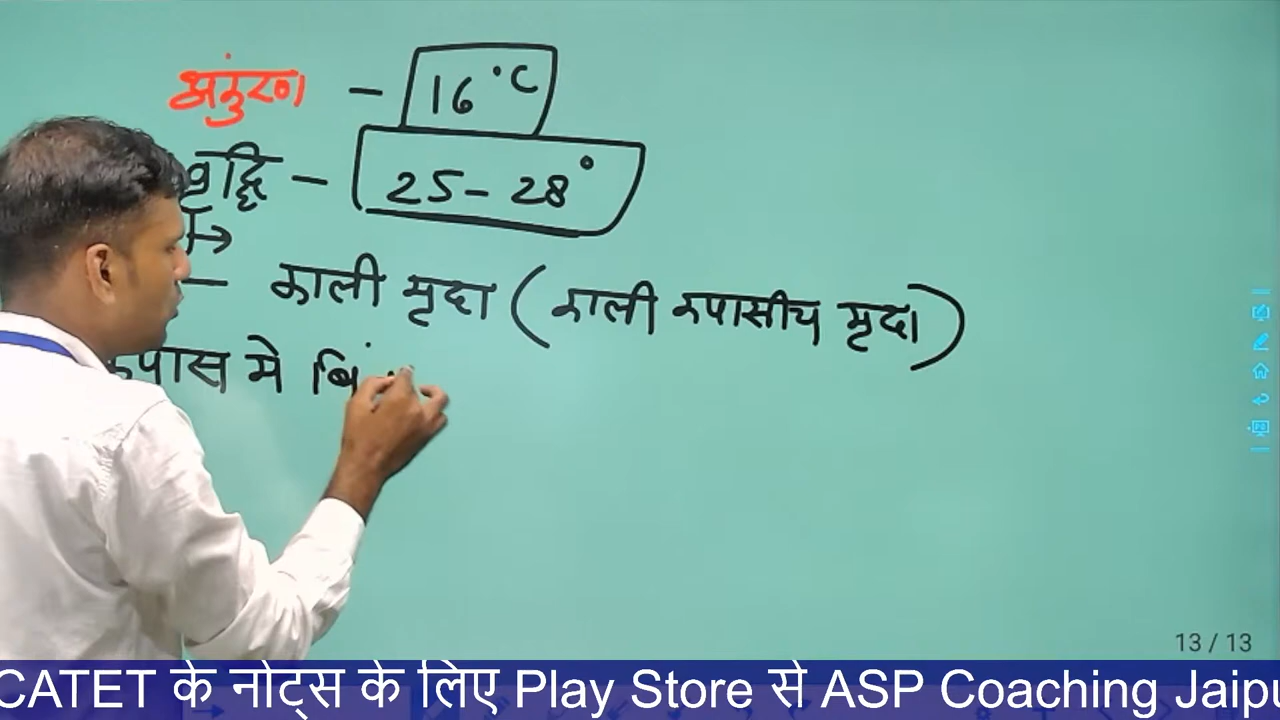 अंकुरण - 16°C
वृद्धि - 25-28°
→
- काली मृदा (काली कपासीय मृदा)
कपास में बिं
13 / 13
CATET के नोट्स के लिए Play Store से ASP Coaching Jaipu